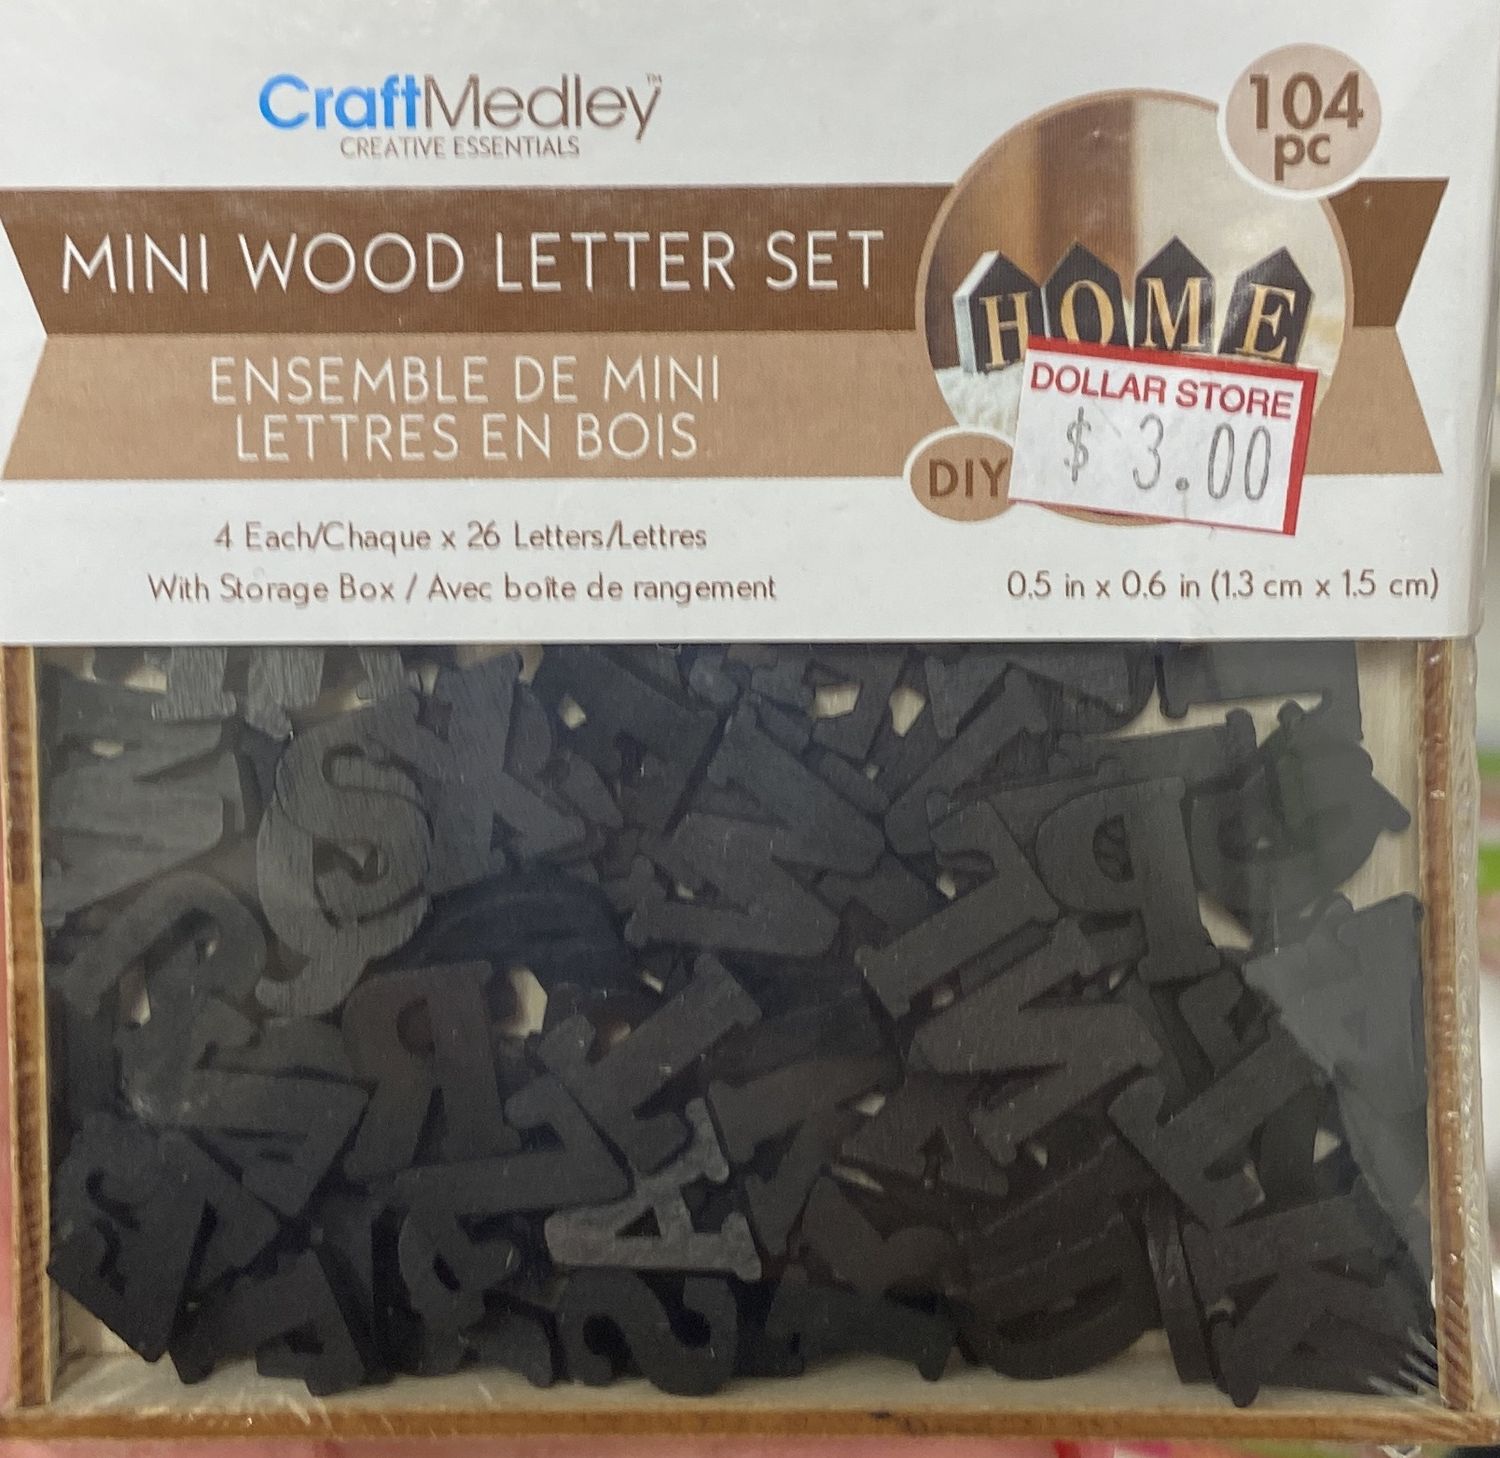 CraftMedley™
CREATIVE ESSENTIALS
104
pc
MINI WOOD LETTER SET
HOME
ENSEMBLE DE MINI
LETTRES EN BOIS
DOLLAR STORE
$ 3.00
DIY
4 Each/Chaque x 26 Letters/Lettres
With Storage Box / Avec boîte de rangement
0.5 in x 0.6 in (1.3 cm x 1.5 cm)